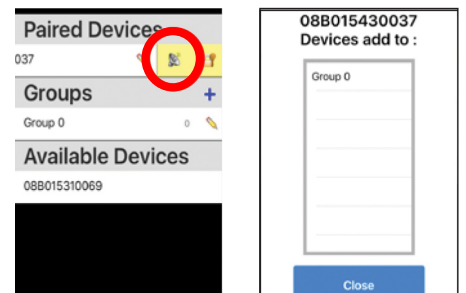 Paired Devices
037
Groups
+
Group 0
0
Available Devices
08B015310069
08B015430037
Devices add to :
Group 0
Close